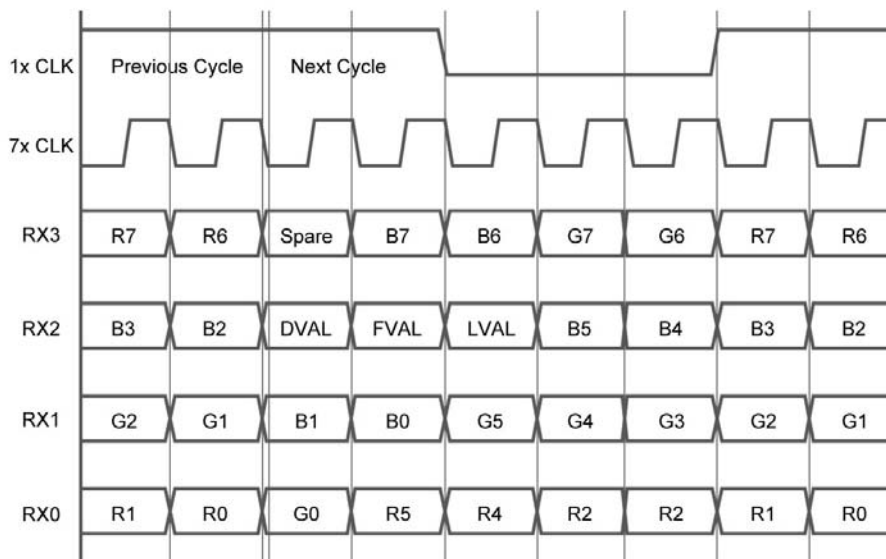 1x CLK Previous Cycle Next Cycle
7x CLK
RX3 R7 R6 Spare B7 B6 G7 G6 R7 R6
RX2 B3 B2 DVAL FVAL LVAL B5 B4 B3 B2
RX1 G2 G1 B1 B0 G5 G4 G3 G2 G1
RX0 R1 R0 G0 R5 R4 R2 R2 R1 R0